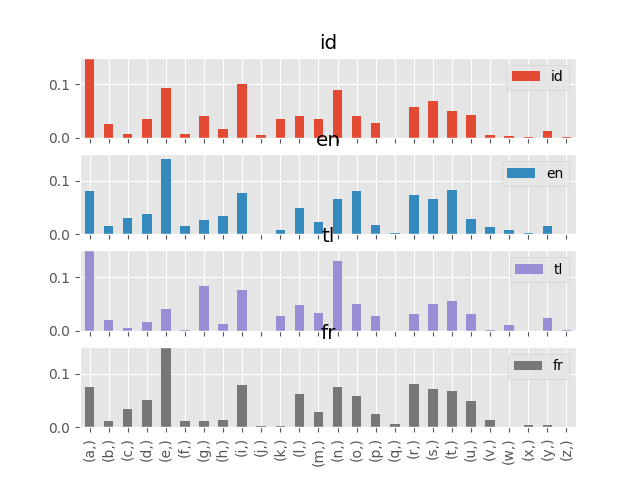 id
0.1
0.0
id
en
0.1
0.0
en
tl
0.1
0.0
tl
fr
0.1
0.0
fr
(a,) (b,) (c,) (d,) (e,) (f,) (g,) (h,) (i,) (j,) (k,) (l,) (m,) (n,) (o,) (p,) (q,) (r,) (s,) (t,) (u,) (v,) (w,) (x,) (y,) (z,)